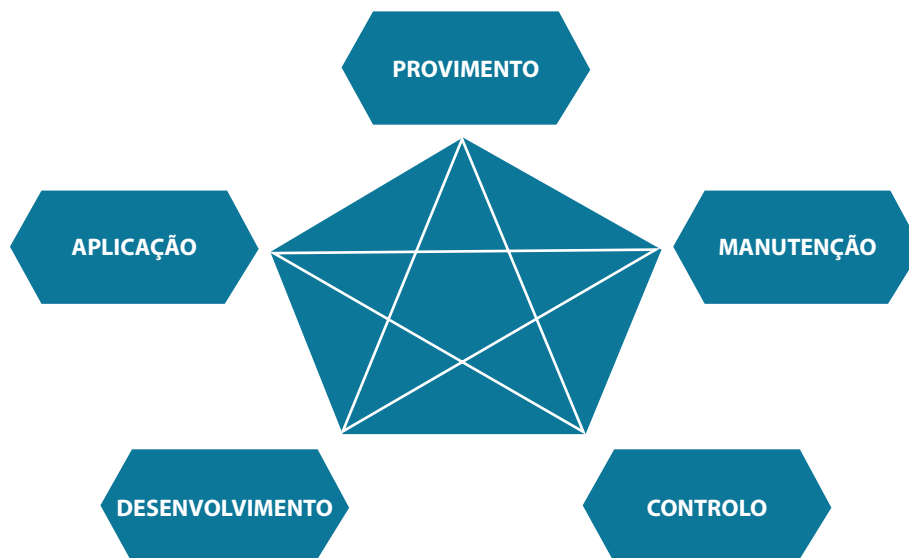 PROVIMENTO
APLICAÇÃO
MANUTENÇÃO
DESENVOLVIMENTO
CONTROLO